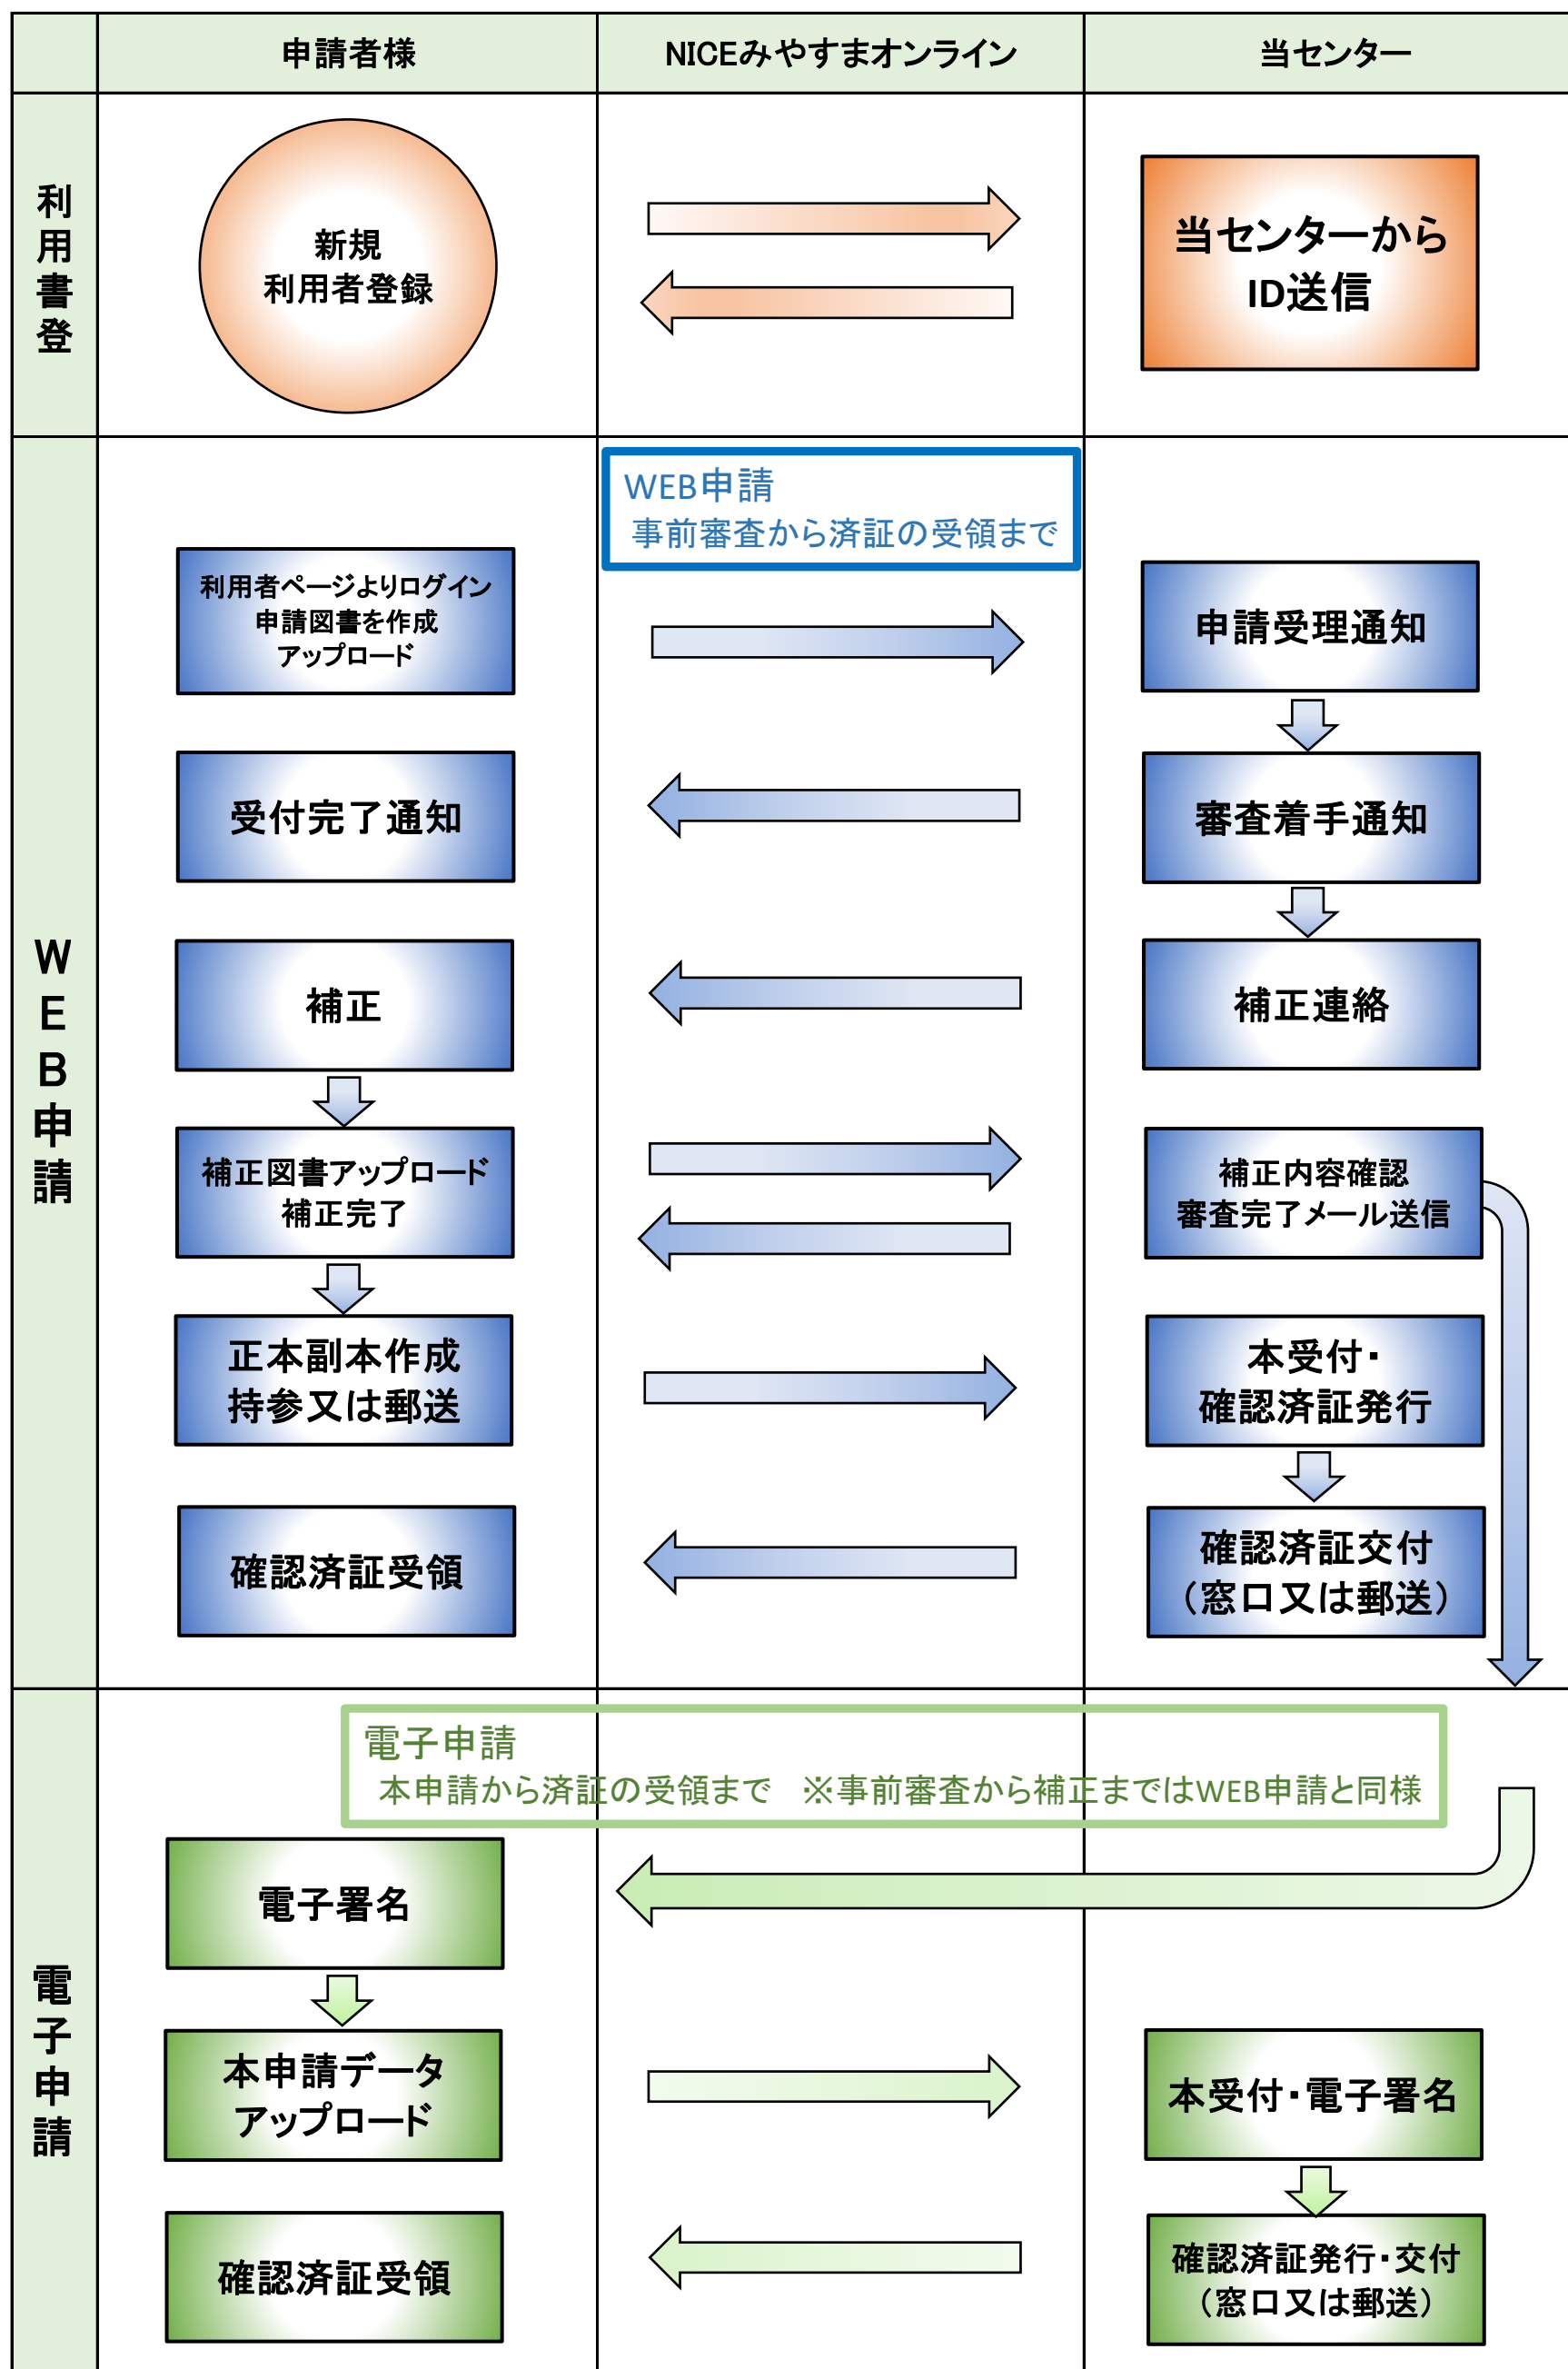 申請者様
NICEみやすまオンライン
当センター
利用書登
新規
利用者登録
当センターから
ID送信
WEB申請
WEB申請
事前審査から済証の受領まで
利用者ページよりログイン
申請図書を作成
アップロード
申請受理通知
受付完了通知
審査着手通知
補正
補正連絡
補正図書アップロード
補正完了
補正内容確認
審査完了メール送信
正本副本作成
持参又は郵送
本受付・
確認済証発行
確認済証受領
確認済証交付
（窓口又は郵送）
電子申請
電子申請
本申請から済証の受領まで　※事前審査から補正まではWEB申請と同様
電子署名
本申請データ
アップロード
本受付・電子署名
確認済証受領
確認済証発行・交付
（窓口又は郵送）